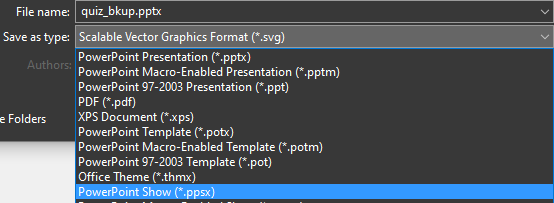 File name: quiz_bkup.pptx
Save as type: Scalable Vector Graphics Format (*.svg)
Authors: PowerPoint Presentation (*.pptx)
PowerPoint Macro-Enabled Presentation (*.pptm)
PowerPoint 97-2003 Presentation (*.ppt)
PDF (*.pdf)
XPS Document (*.xps)
e Folders PowerPoint Template (*.potx)
PowerPoint Macro-Enabled Template (*.potm)
PowerPoint 97-2003 Template (*.pot)
Office Theme (*.thmx)
PowerPoint Show (*.ppsx)